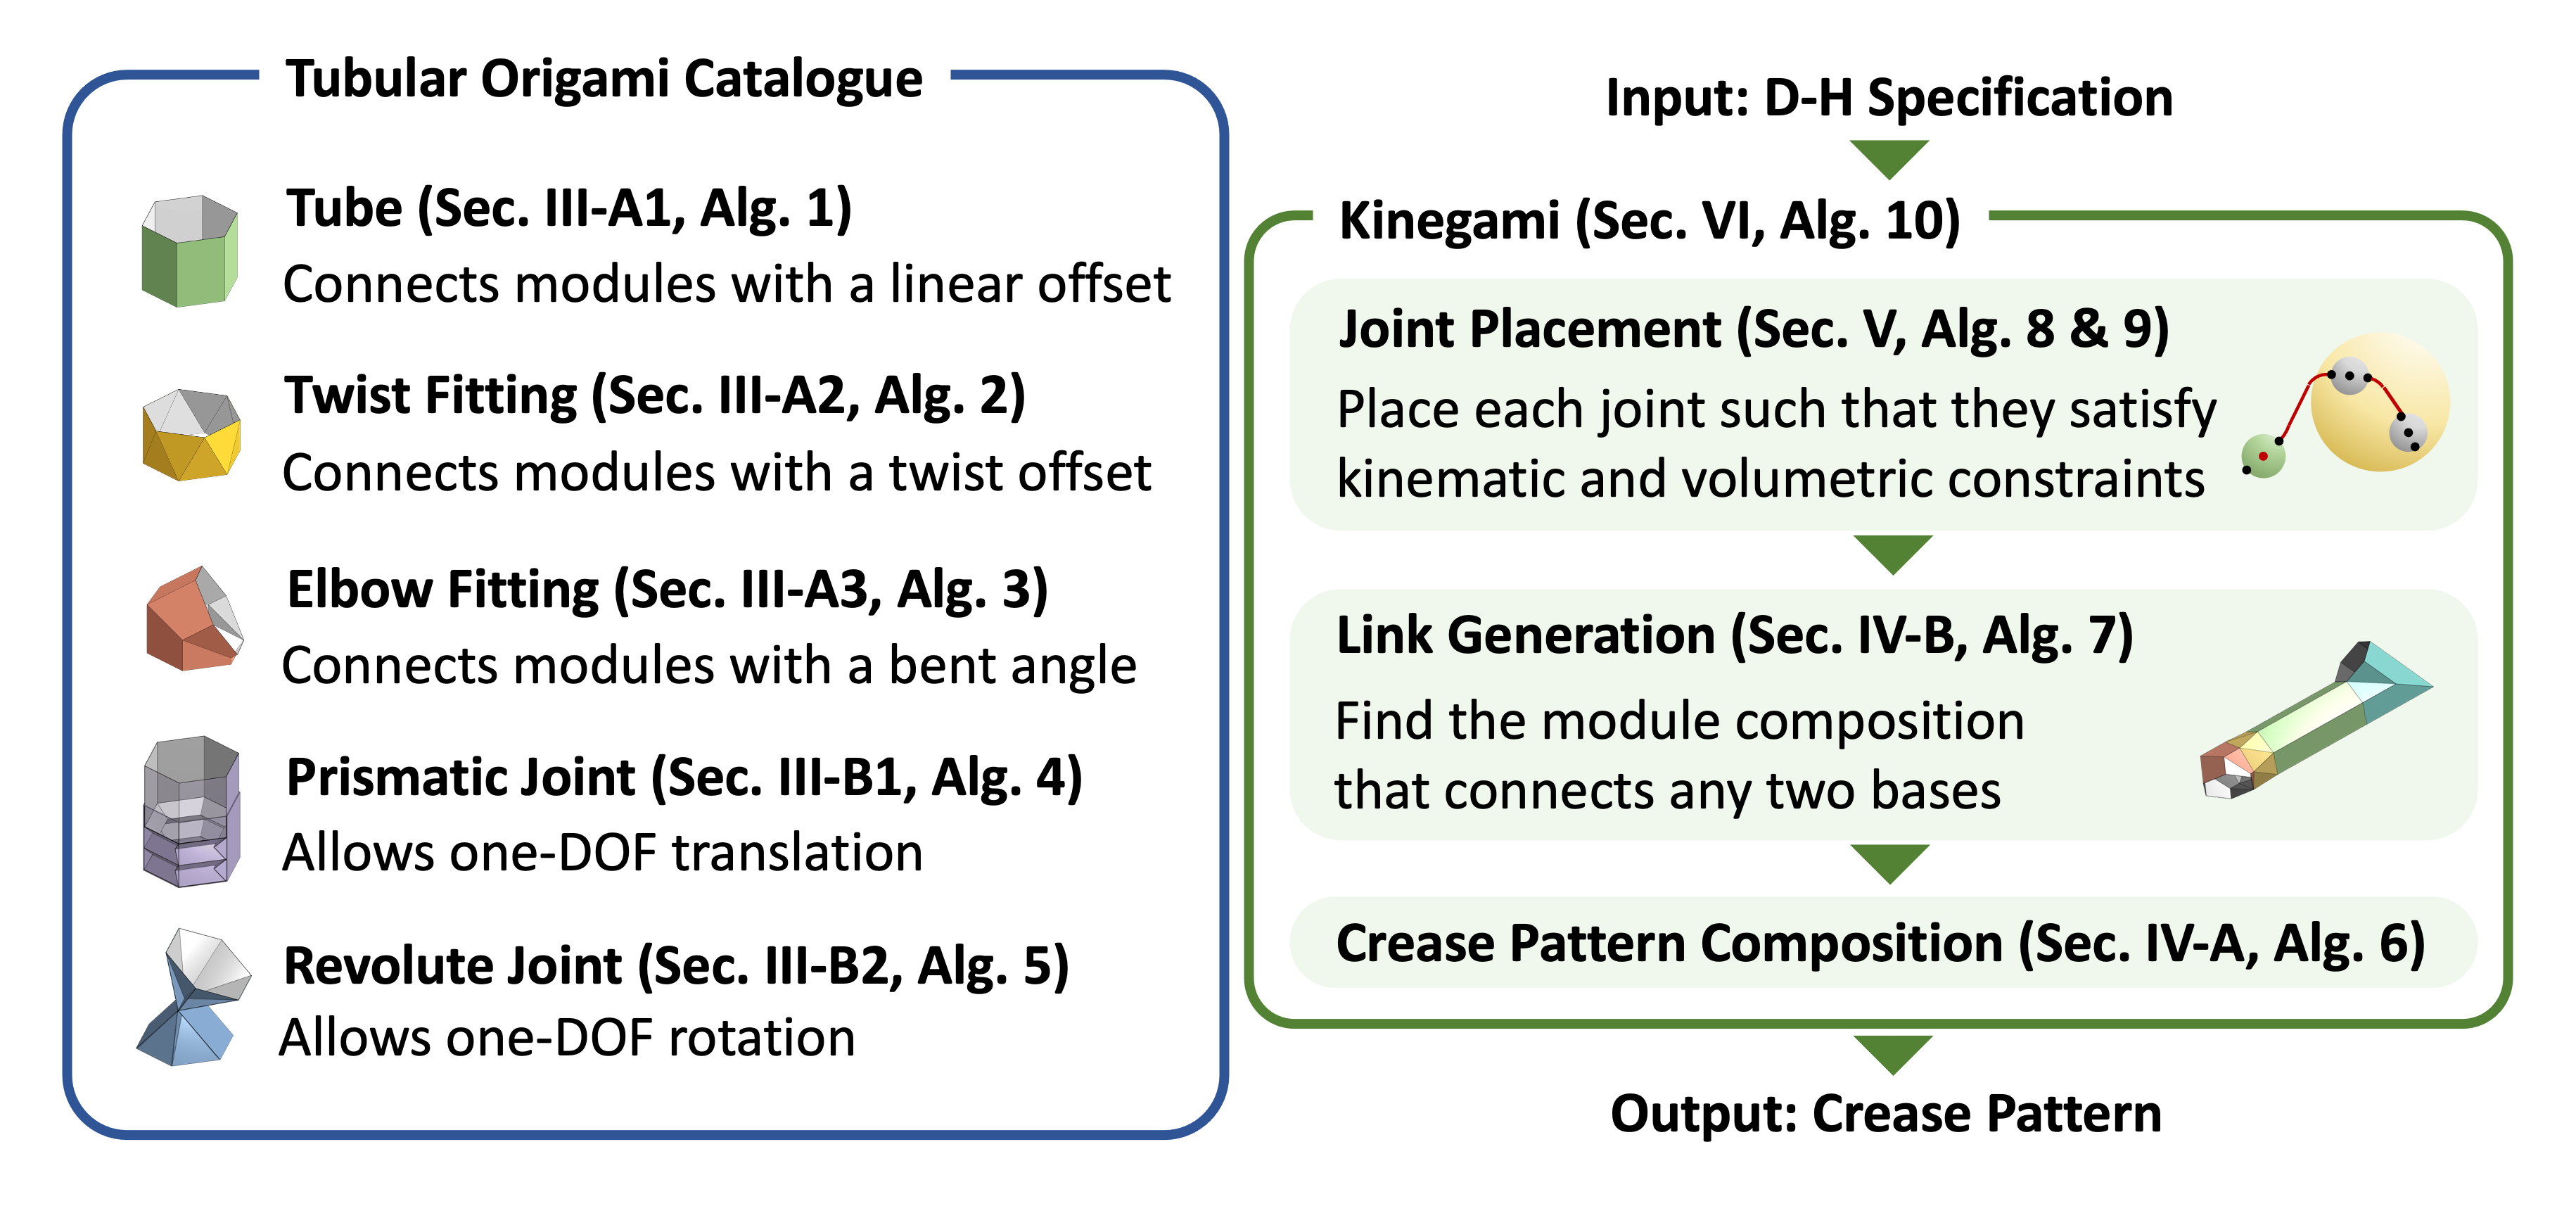 Tubular Origami Catalogue
Tube (Sec. III-A1, Alg. 1)
Connects modules with a linear offset
Twist Fitting (Sec. III-A2, Alg. 2)
Connects modules with a twist offset
Elbow Fitting (Sec. III-A3, Alg. 3)
Connects modules with a bent angle
Prismatic Joint (Sec. III-B1, Alg. 4)
Allows one-DOF translation
Revolute Joint (Sec. III-B2, Alg. 5)
Allows one-DOF rotation
Input: D-H Specification
Kinegami (Sec. VI, Alg. 10)
Joint Placement (Sec. V, Alg. 8 & 9)
Place each joint such that they satisfy
kinematic and volumetric constraints
Link Generation (Sec. IV-B, Alg. 7)
Find the module composition
that connects any two bases
Crease Pattern Composition (Sec. IV-A, Alg. 6)
Output: Crease Pattern